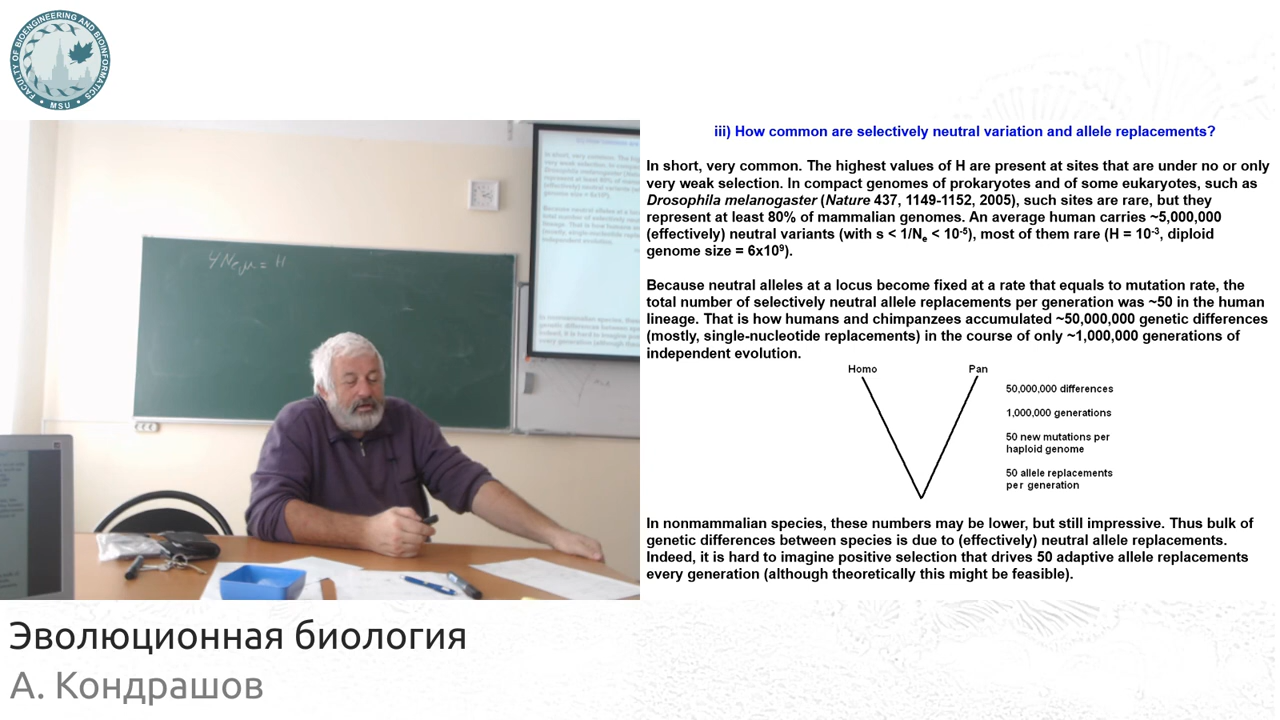 FACULTY OF BIOENGINEERING AND BIOINFORMATICS
• MSU •
iii) How common are selectively neutral variation and allele replacements?
In short, very common. The highest values of H are present at sites that are under no or only
very weak selection. In compact genomes of prokaryotes and of some eukaryotes, such as
Drosophila melanogaster (Nature 437, 1149-1152, 2005), such sites are rare, but they
represent at least 80% of mammalian genomes. An average human carries ~5,000,000
(effectively) neutral variants (with s < 1/Ne < 10-5), most of them rare (H = 10-3, diploid
genome size = 6x109).
Because neutral alleles at a locus become fixed at a rate that equals to mutation rate, the
total number of selectively neutral allele replacements per generation was ~50 in the human
lineage. That is how humans and chimpanzees accumulated ~50,000,000 genetic differences
(mostly, single-nucleotide replacements) in the course of only ~1,000,000 generations of
independent evolution.
Homo Pan
50,000,000 differences
1,000,000 generations
50 new mutations per
haploid genome
50 allele replacements
per generation
In nonmammalian species, these numbers may be lower, but still impressive. Thus bulk of
genetic differences between species is due to (effectively) neutral allele replacements.
Indeed, it is hard to imagine positive selection that drives 50 adaptive allele replacements
every generation (although theoretically this might be feasible).
4Neμ = H
Эволюционная биология
А. Кондрашов